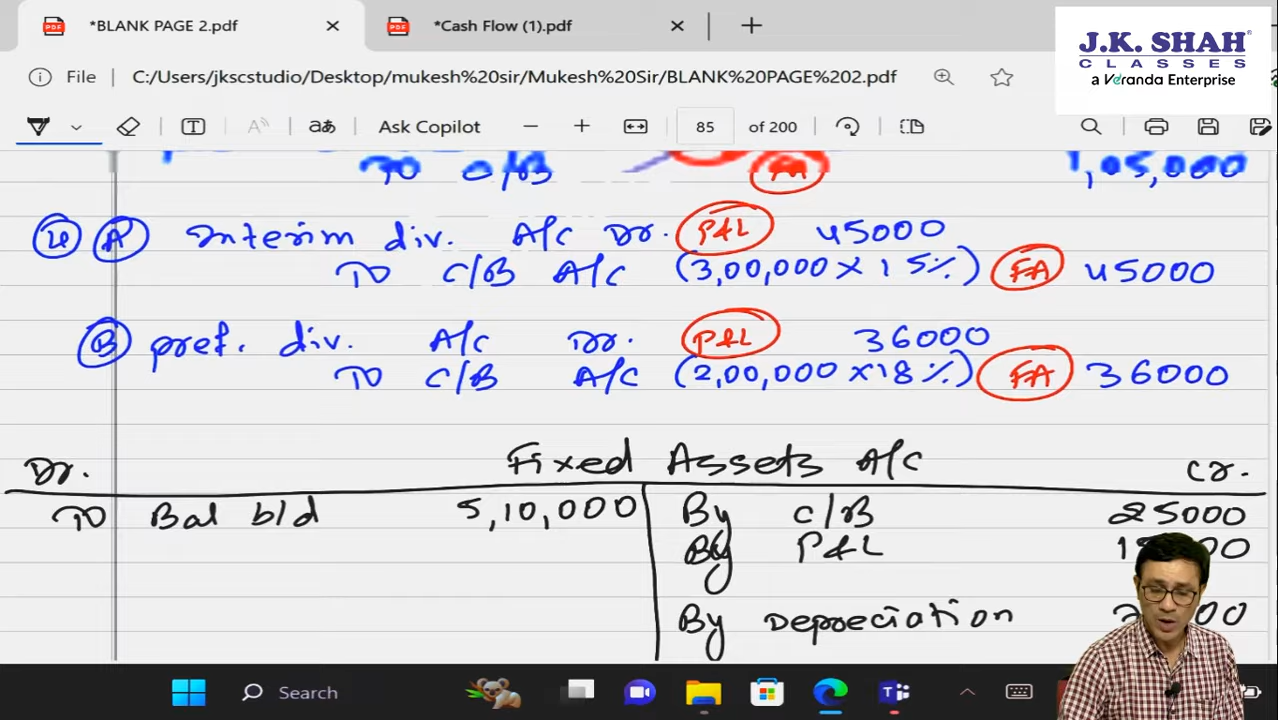 *BLANK PAGE 2.pdf
*Cash Flow (1).pdf
J.K. SHAH
CLASSES
a Veranda Enterprise
File C:/Users/jkscstudio/Desktop/mukesh%20sir/Mukesh%20Sir/BLANK%20PAGE%202.pdf
aあ Ask Copilot 85 of 200
TO C/B FA 1,05,000
4 A Interim div. A/C Dr. P&L 45000
TO C/B A/C (3,00,000 X 15%) FA 45000
B pref. div. A/C Dr. P&L 36000
TO C/B A/C (2,00,000 X 18%) FA 36000
Dr. Fixed Assets A/C Cr.
TO Bal b/d 5,10,000 By C/B 25000
By P&L
By Depreciation
Search